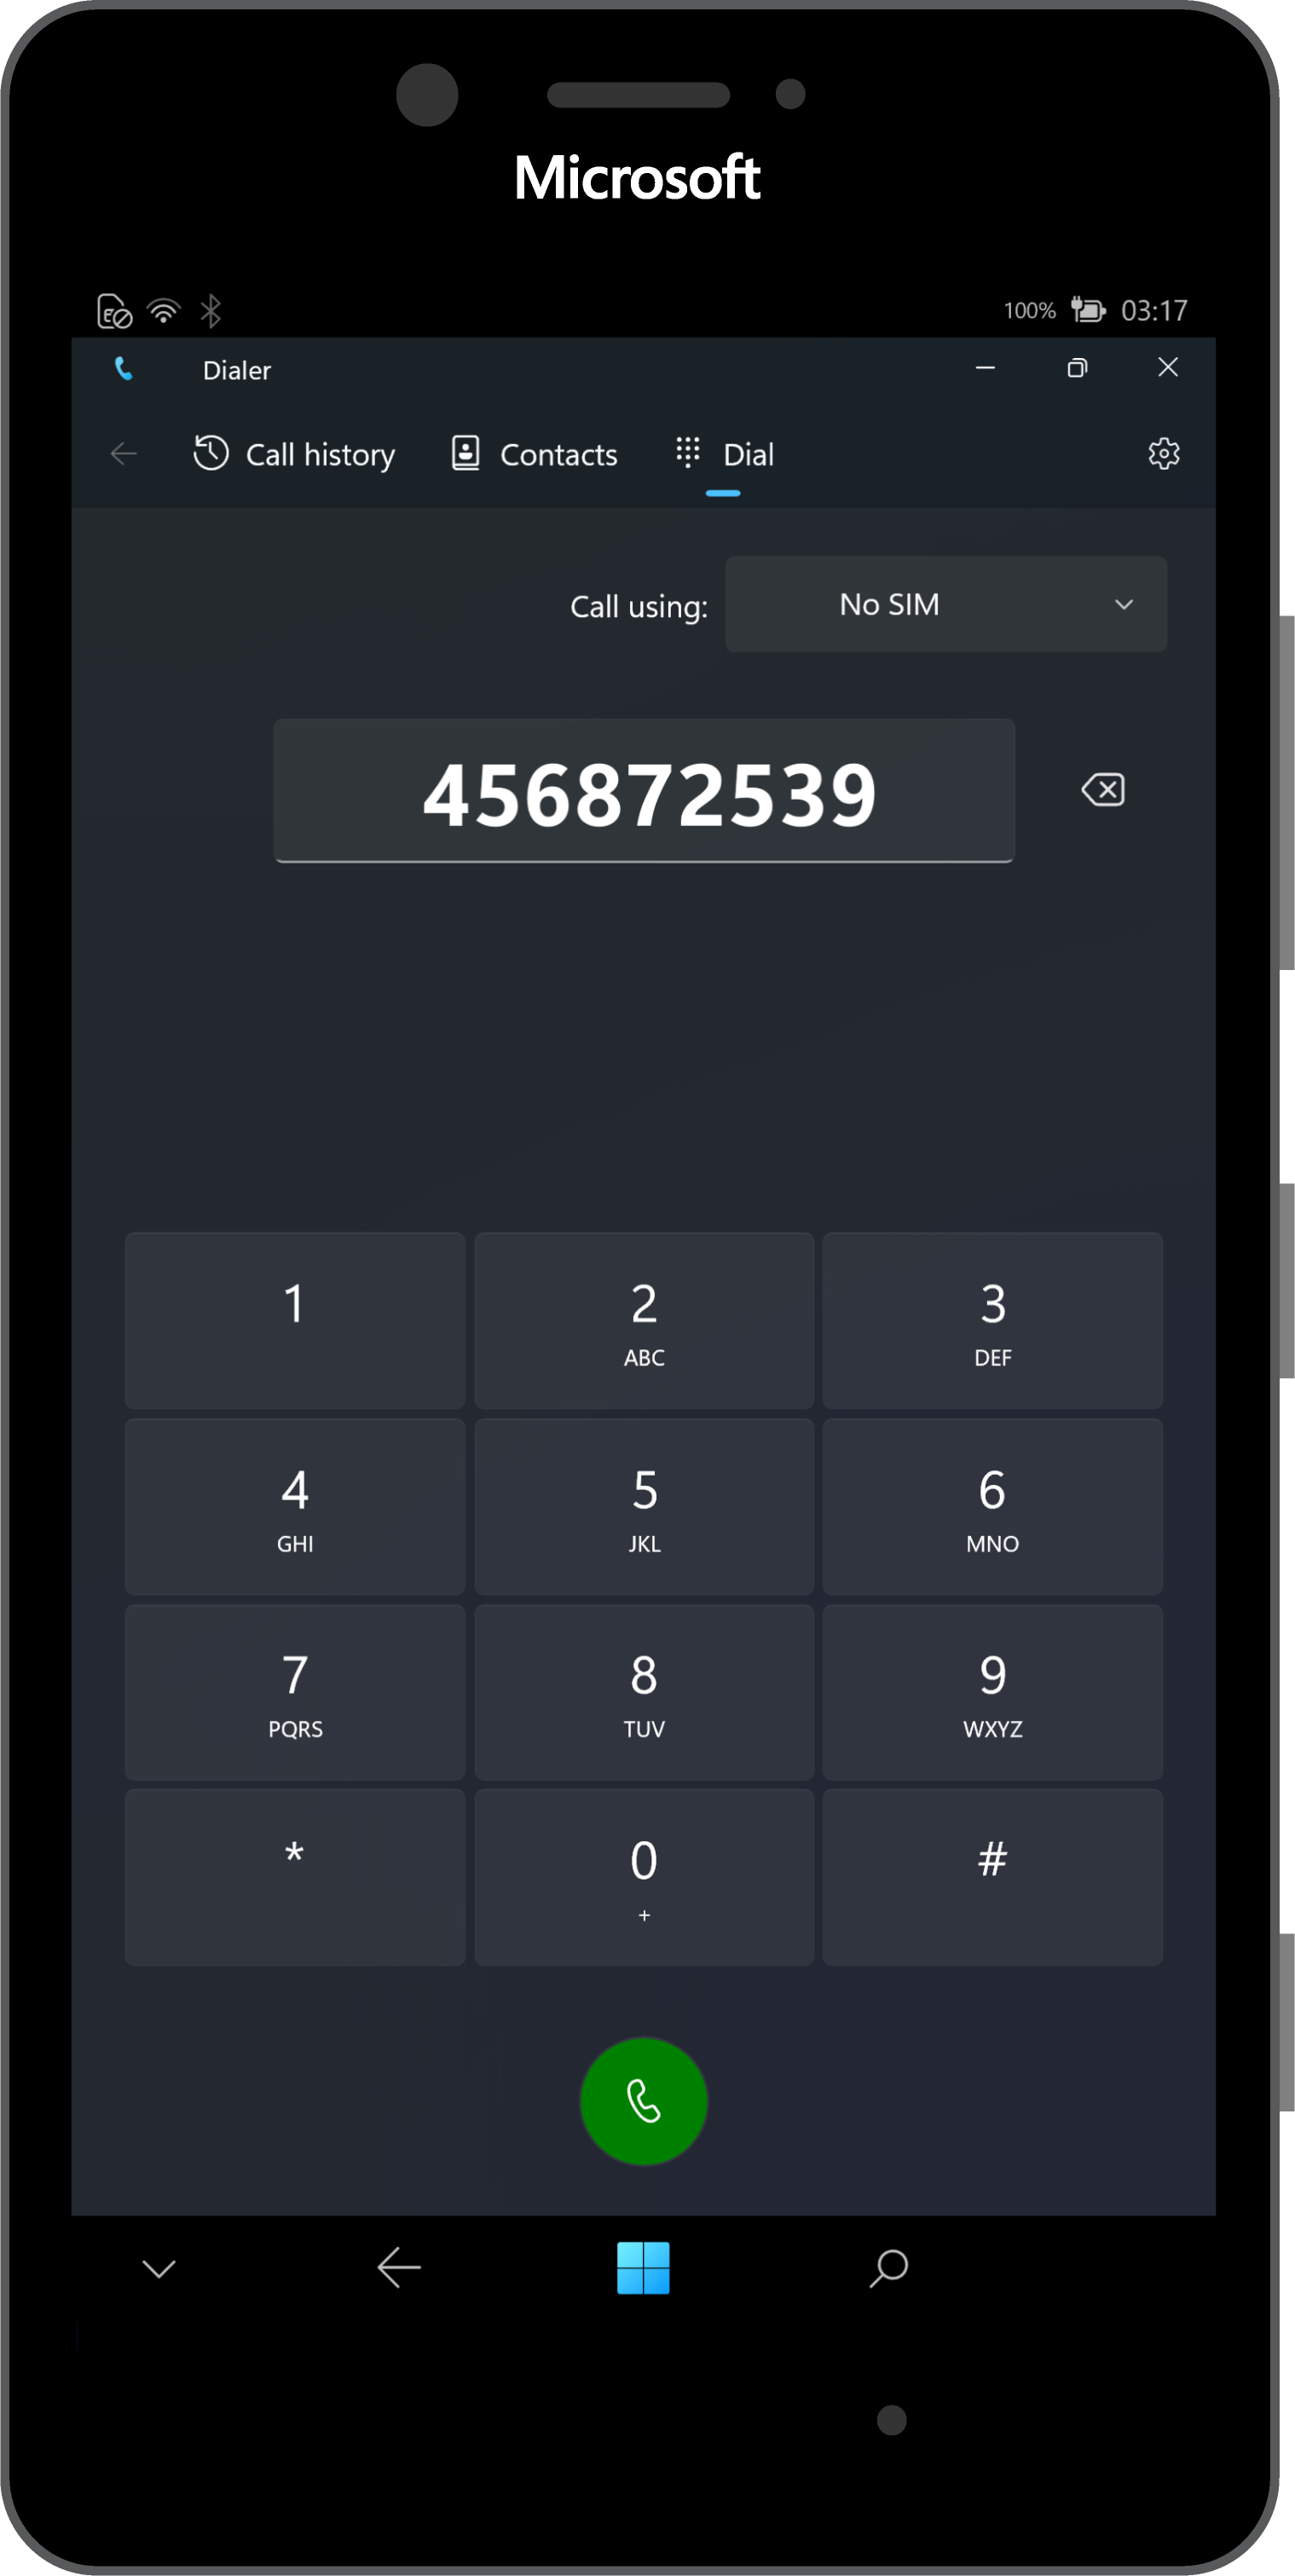 Microsoft
100% 03:17
Dialer
Call history Contacts Dial
Call using: No SIM
456872539
1 2 3
ABC DEF
4 5 6
GHI JKL MNO
7 8 9
PQRS TUV WXYZ
* 0 #
+